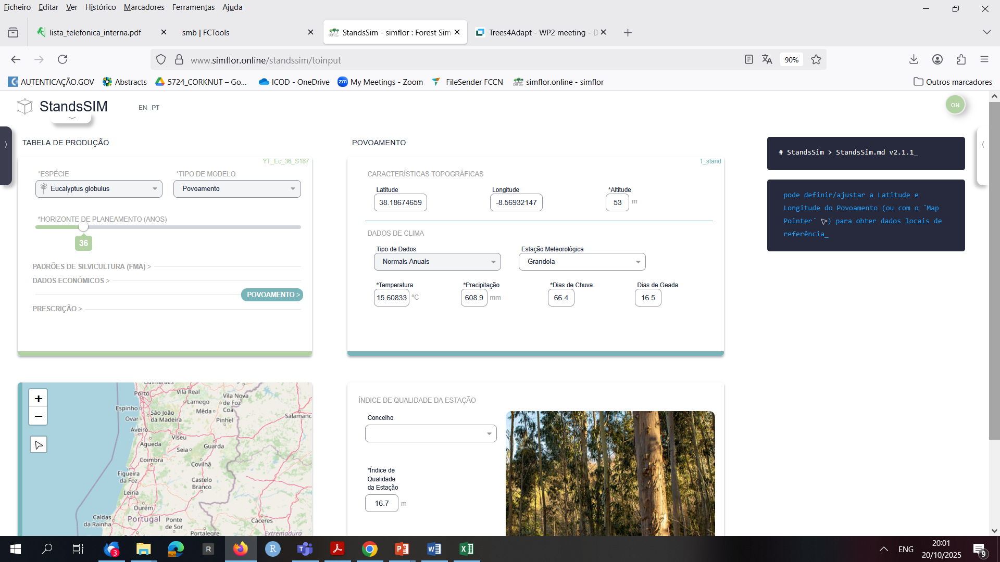 Ficheiro Editar Ver Histórico Marcadores Ferramentas Ajuda
lista_telefonica_interna.pdf
smb | FCTools
StandsSim - simflor : Forest Sim
Trees4Adapt - WP2 meeting - D
www.simflor.online/standssim/toinput
90%
AUTENTICAÇÃO.GOV
Abstracts
5724_CORKNUT – Go...
ICOD - OneDrive
zm My Meetings - Zoom
FileSender FCCN
simflor.online - simflor
Outros marcadores
StandsSIM
EN PT
ON
TABELA DE PRODUÇÃO
YT_Ec_36_S167
*ESPÉCIE
*TIPO DE MODELO
Eucalyptus globulus
Povoamento
*HORIZONTE DE PLANEAMENTO (ANOS)
36
PADRÕES DE SILVICULTURA (FMA) >
DADOS ECONÓMICOS >
POVOAMENTO >
PRESCRIÇÃO >
POVOAMENTO
1_stand
CARACTERÍSTICAS TOPOGRÁFICAS
Latitude
Longitude
*Altitude
38.18674659
-8.56932147
53 m
DADOS DE CLIMA
Tipo de Dados
Estação Meteorológica
Normais Anuais
Grandola
*Temperatura
*Precipitação
*Dias de Chuva
Dias de Geada
15.60833 ºC
608.9 mm
66.4
16.5
# StandsSim > StandsSim.md v2.1.1_
pode definir/ajustar a Latitude e
Longitude do Povoamento (ou com o ´Map
Pointer´ ) para obter dados locais de
referência_
+
−
Guimarães
Porto
Vila Real
Vila Nova
de Foz
Coa
Espinho
Lamego
São João
da Madeira
Mêda
Ovar
Pinhel
Salamanc
Aveiro
Viseu
Águeda
Seia
Guarda
Coimbra
Covilhã
Figueira
da Foz
Castelo
Branco
Leiria
Ourém
Caldas
da Rainha
Portugal
Ponte
de Sor
Cáceres
Portalegre
Extremadura
ÍNDICE DE QUALIDADE DA ESTAÇÃO
Concelho
*Índice de
Qualidade
da Estação
16.7 m
3
R
R
ENG
20:01
20/10/2025
9